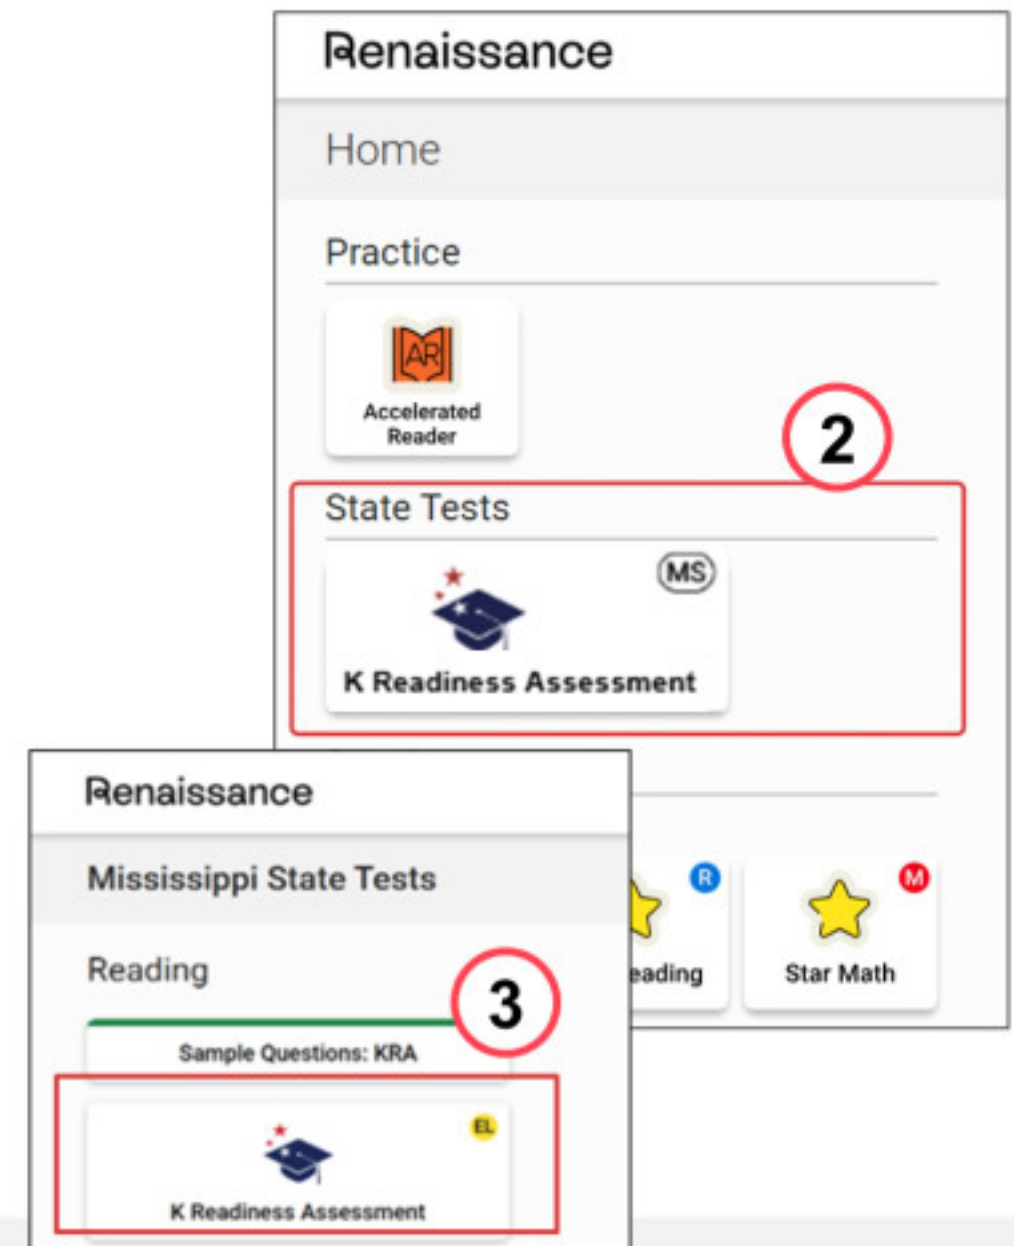 Renaissance
Home
Practice
AR
Accelerated
Reader
2
State Tests
MS
K Readiness Assessment
R
eading
M
Star Math
Renaissance
Mississippi State Tests
Reading
3
Sample Questions: KRA
EL
K Readiness Assessment